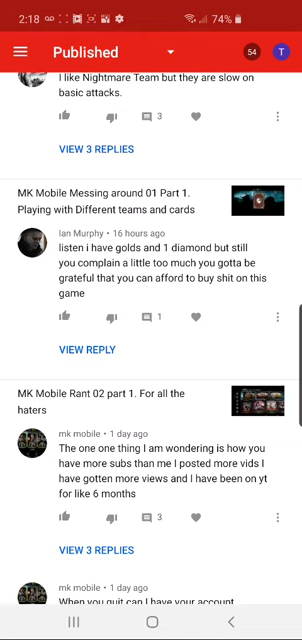 2:18
74%
Published
54
T
I like Nightmare Team but they are slow on
basic attacks.
3
VIEW 3 REPLIES
MK Mobile Messing around 01 Part 1.
Playing with Different teams and cards
Ian Murphy • 16 hours ago
listen i have golds and 1 diamond but still
you complain a little too much you gotta be
grateful that you can afford to buy shit on this
game
1
VIEW REPLY
MK Mobile Rant 02 part 1. For all the
haters
mk mobile • 1 day ago
The one one thing I am wondering is how you
have more subs than me I posted more vids I
have gotten more views and I have been on yt
for like 6 months
3
VIEW 3 REPLIES
mk mobile • 1 day ago
When you quit can I have your account